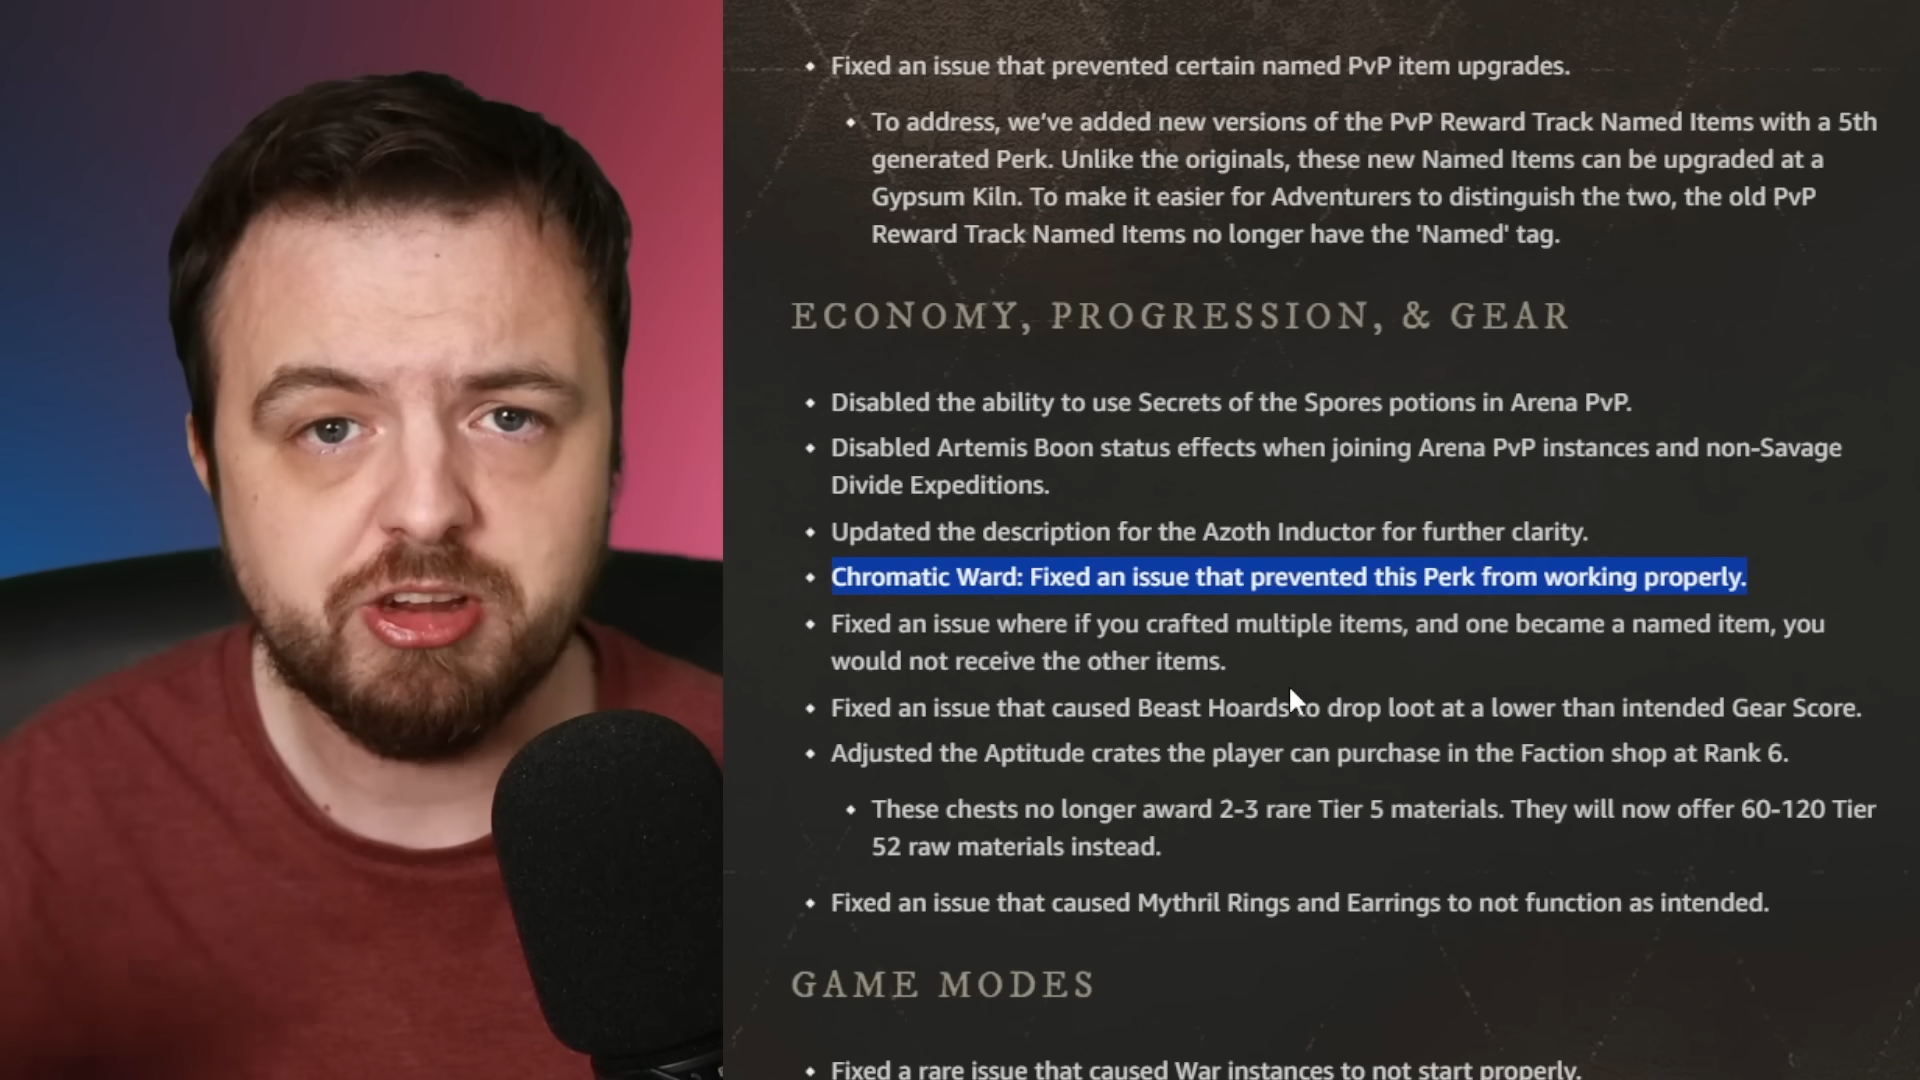 Fixed an issue that prevented certain named PvP item upgrades.
To address, we've added new versions of the PvP Reward Track Named Items with a 5th
generated Perk. Unlike the originals, these new Named Items can be upgraded at a
Gypsum Kiln. To make it easier for Adventurers to distinguish the two, the old PvP
Reward Track Named Items no longer have the 'Named' tag.
ECONOMY, PROGRESSION, & GEAR
Disabled the ability to use Secrets of the Spores potions in Arena PvP.
Disabled Artemis Boon status effects when joining Arena PvP instances and non-Savage
Divide Expeditions.
Updated the description for the Azoth Inductor for further clarity.
Chromatic Ward: Fixed an issue that prevented this Perk from working properly.
Fixed an issue where if you crafted multiple items, and one became a named item, you
would not receive the other items.
Fixed an issue that caused Beast Hoards to drop loot at a lower than intended Gear Score.
Adjusted the Aptitude crates the player can purchase in the Faction shop at Rank 6.
These chests no longer award 2-3 rare Tier 5 materials. They will now offer 60-120 Tier
52 raw materials instead.
Fixed an issue that caused Mythril Rings and Earrings to not function as intended.
GAME MODES
Fixed a rare issue that caused War instances to not start properly.